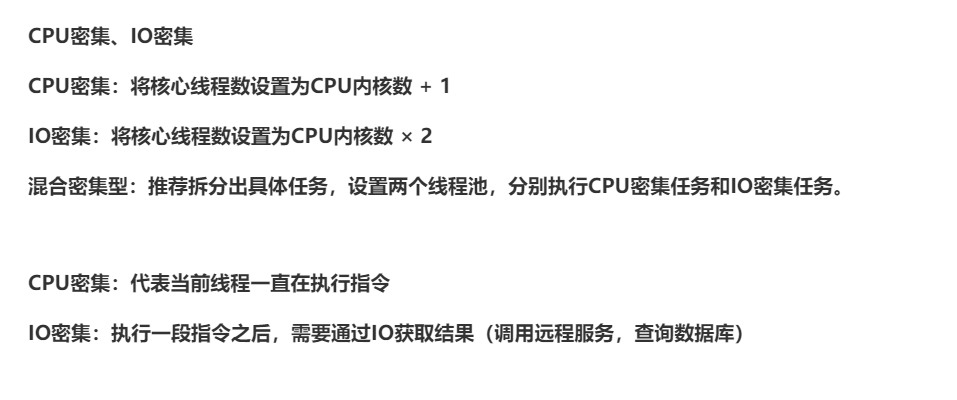 CPU密集、IO密集
CPU密集：将核心线程数设置为CPU内核数 + 1
IO密集：将核心线程数设置为CPU内核数 × 2
混合密集型：推荐拆分出具体任务，设置两个线程池，分别执行CPU密集任务和IO密集任务。
CPU密集：代表当前线程一直在执行指令
IO密集：执行一段指令之后，需要通过IO获取结果（调用远程服务，查询数据库）